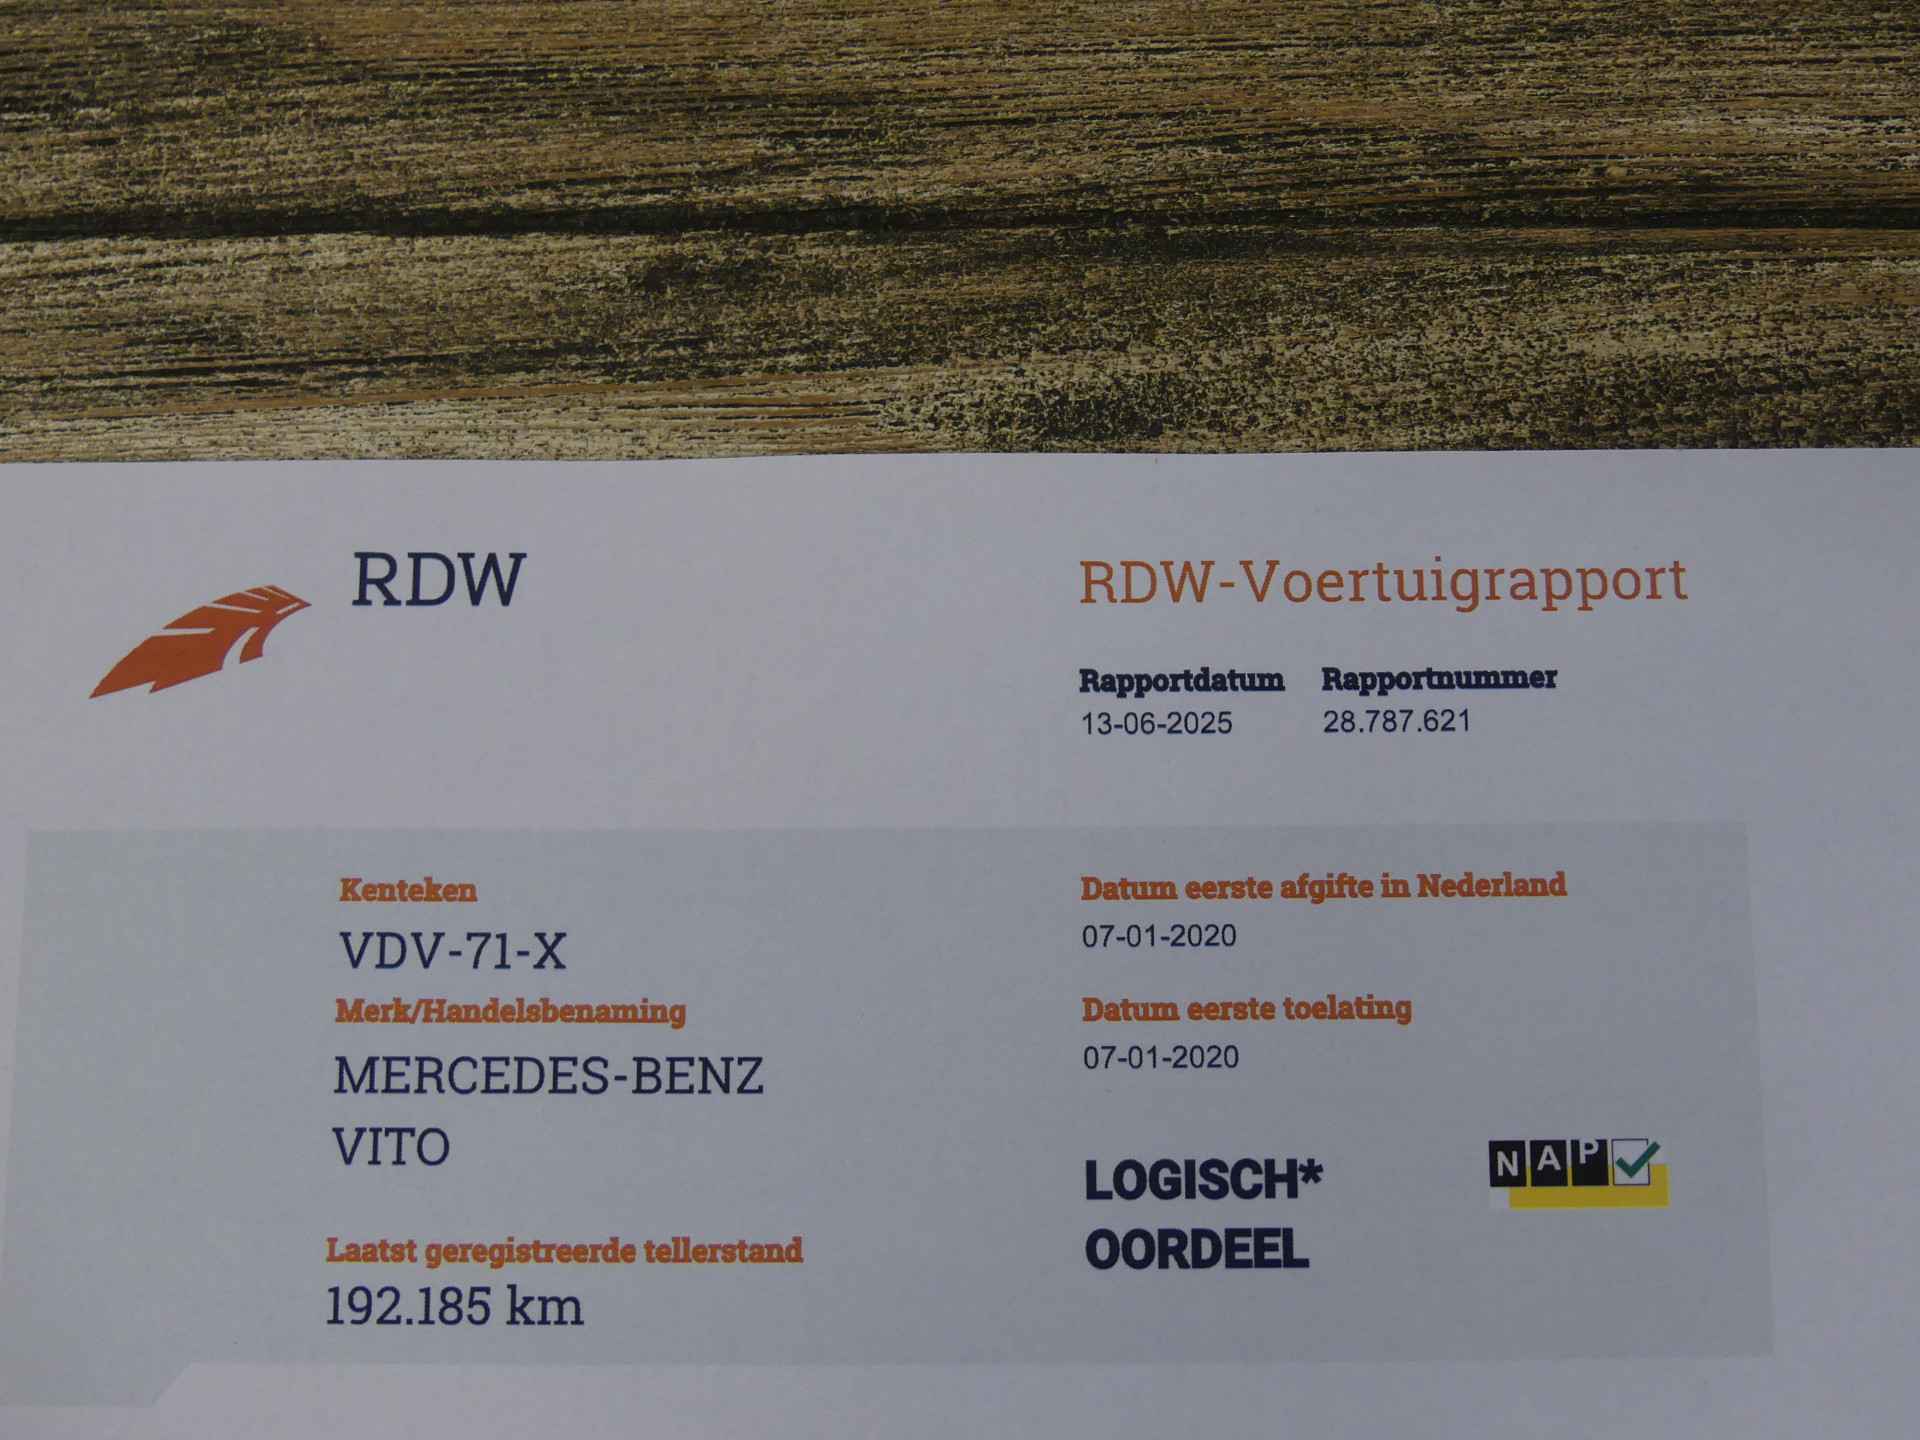 RDW
RDW-Voertuigrapport
Rapportdatum Rapportnummer
13-06-2025 28.787.621
Kenteken
VDV-71-X
Merk/Handelsbenaming
MERCEDES-BENZ
VITO
Laatst geregistreerde tellerstand
192.185 km
Datum eerste afgifte in Nederland
07-01-2020
Datum eerste toelating
07-01-2020
LOGISCH*
OORDEEL
NAP